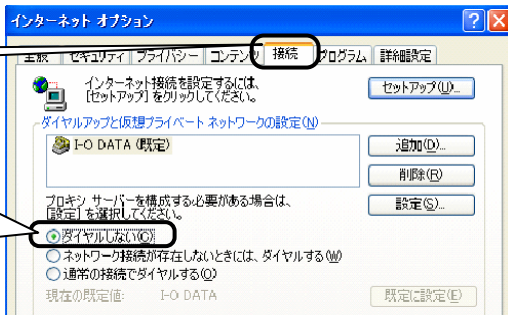 インターネット オプション
全般 セキュリティ プライバシー コンテンツ 接続 プログラム 詳細設定
インターネット接続を設定するには、
[セットアップ] をクリックしてください。
セットアップ(U)...
ダイヤルアップと仮想プライベート ネットワークの設定(N)
I-O DATA (既定)
追加(D)...
削除(R)
プロキシ サーバーを構成する必要がある場合は、
[設定] を選択してください。
設定(S)...
ダイヤルしない(C)
ネットワーク接続が存在しないときには、ダイヤルする(W)
通常の接続でダイヤルする(O)
現在の既定値: I-O DATA
既定に設定(E)